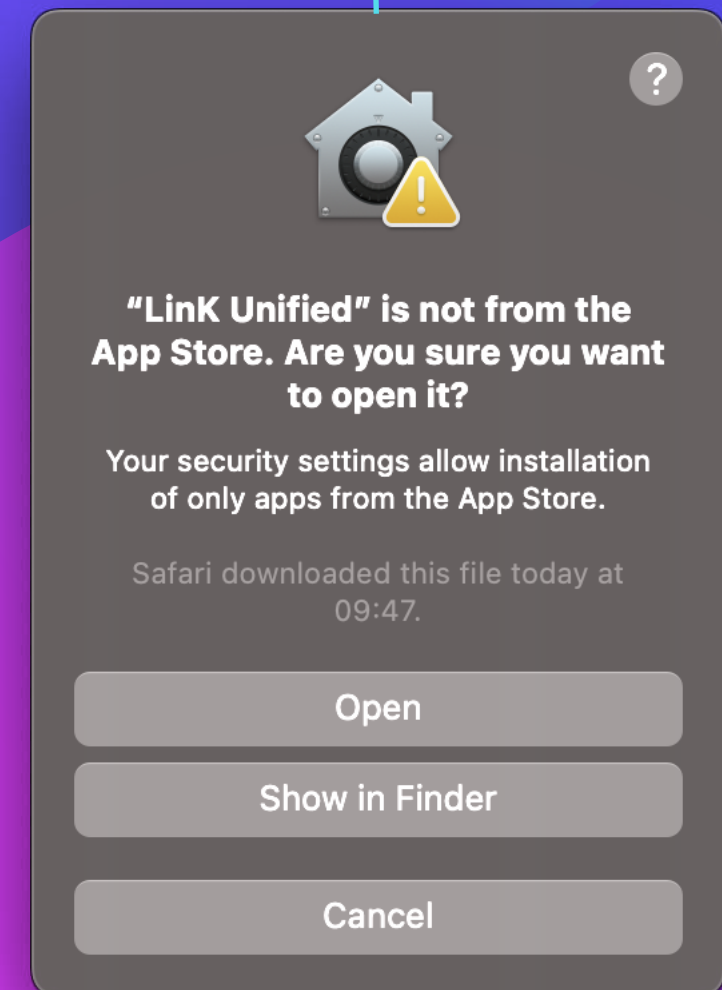 ?
“LinK Unified” is not from the
App Store. Are you sure you want
to open it?
Your security settings allow installation
of only apps from the App Store.
Safari downloaded this file today at
09:47.
Open
Show in Finder
Cancel